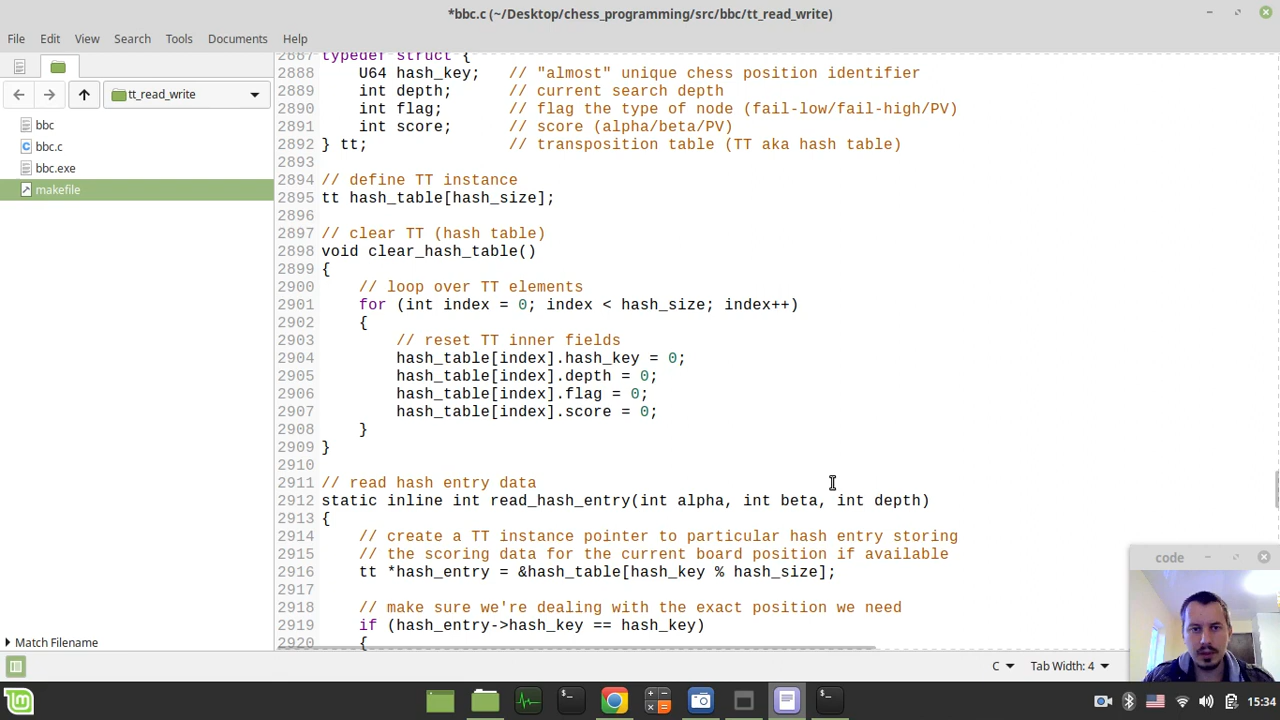 *bbc.c (~/Desktop/chess_programming/src/bbc/tt_read_write)
File Edit View Search Tools Documents Help
tt_read_write
bbc
bbc.c
bbc.exe
makefile
Match Filename
2887 typedef struct {
2888 U64 hash_key; // "almost" unique chess position identifier
2889 int depth; // current search depth
2890 int flag; // flag the type of node (fail-low/fail-high/PV)
2891 int score; // score (alpha/beta/PV)
2892 } tt; // transposition table (TT aka hash table)
2893
2894 // define TT instance
2895 tt hash_table[hash_size];
2896
2897 // clear TT (hash table)
2898 void clear_hash_table()
2899 {
2900 // loop over TT elements
2901 for (int index = 0; index < hash_size; index++)
2902 {
2903 // reset TT inner fields
2904 hash_table[index].hash_key = 0;
2905 hash_table[index].depth = 0;
2906 hash_table[index].flag = 0;
2907 hash_table[index].score = 0;
2908 }
2909 }
2910
2911 // read hash entry data
2912 static inline int read_hash_entry(int alpha, int beta, int depth)
2913 {
2914 // create a TT instance pointer to particular hash entry storing
2915 // the scoring data for the current board position if available
2916 tt *hash_entry = &hash_table[hash_key % hash_size];
2917
2918 // make sure we're dealing with the exact position we need
2919 if (hash_entry->hash_key == hash_key)
2920 {
code
C Tab Width: 4
15:34